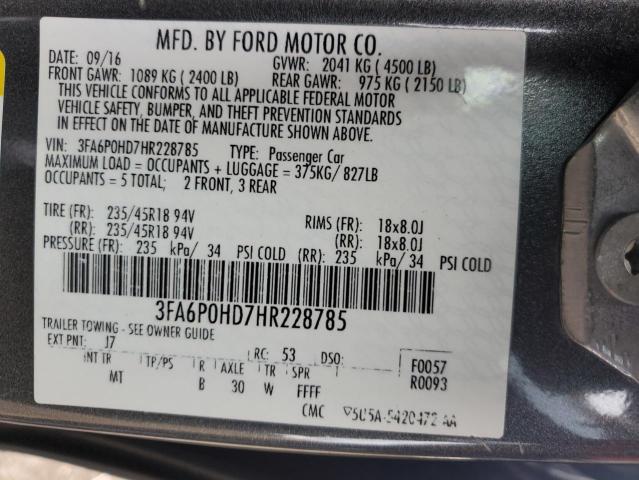 MFD. BY FORD MOTOR CO.
DATE: 09/16 GVWR: 2041 KG ( 4500 LB)
FRONT GAWR: 1089 KG ( 2400 LB) REAR GAWR: 975 KG ( 2150 LB)
THIS VEHICLE CONFORMS TO ALL APPLICABLE FEDERAL MOTOR
VEHICLE SAFETY, BUMPER, AND THEFT PREVENTION STANDARDS
IN EFFECT ON THE DATE OF MANUFACTURE SHOWN ABOVE.
VIN: 3FA6P0HD7HR228785 TYPE: Passenger Car
MAXIMUM LOAD = OCCUPANTS + LUGGAGE = 375KG/ 827LB
OCCUPANTS = 5 TOTAL; 2 FRONT, 3 REAR
TIRE (FR): 235/45R18 94V RIMS (FR): 18x8.0J
(RR): 235/45R18 94V (RR): 18x8.0J
PRESSURE (FR): 235 kPa/ 34 PSI COLD (RR): 235 kPa/ 34 PSI COLD
3FA6P0HD7HR228785
TRAILER TOWING - SEE OWNER GUIDE
EXT PNT: J7 RC: 53 DSO: F0057
INT TR TP/PS R AXLE TR SPR R0093
MT B 30 W FFFF
CMC 5U5A-5420472-AA